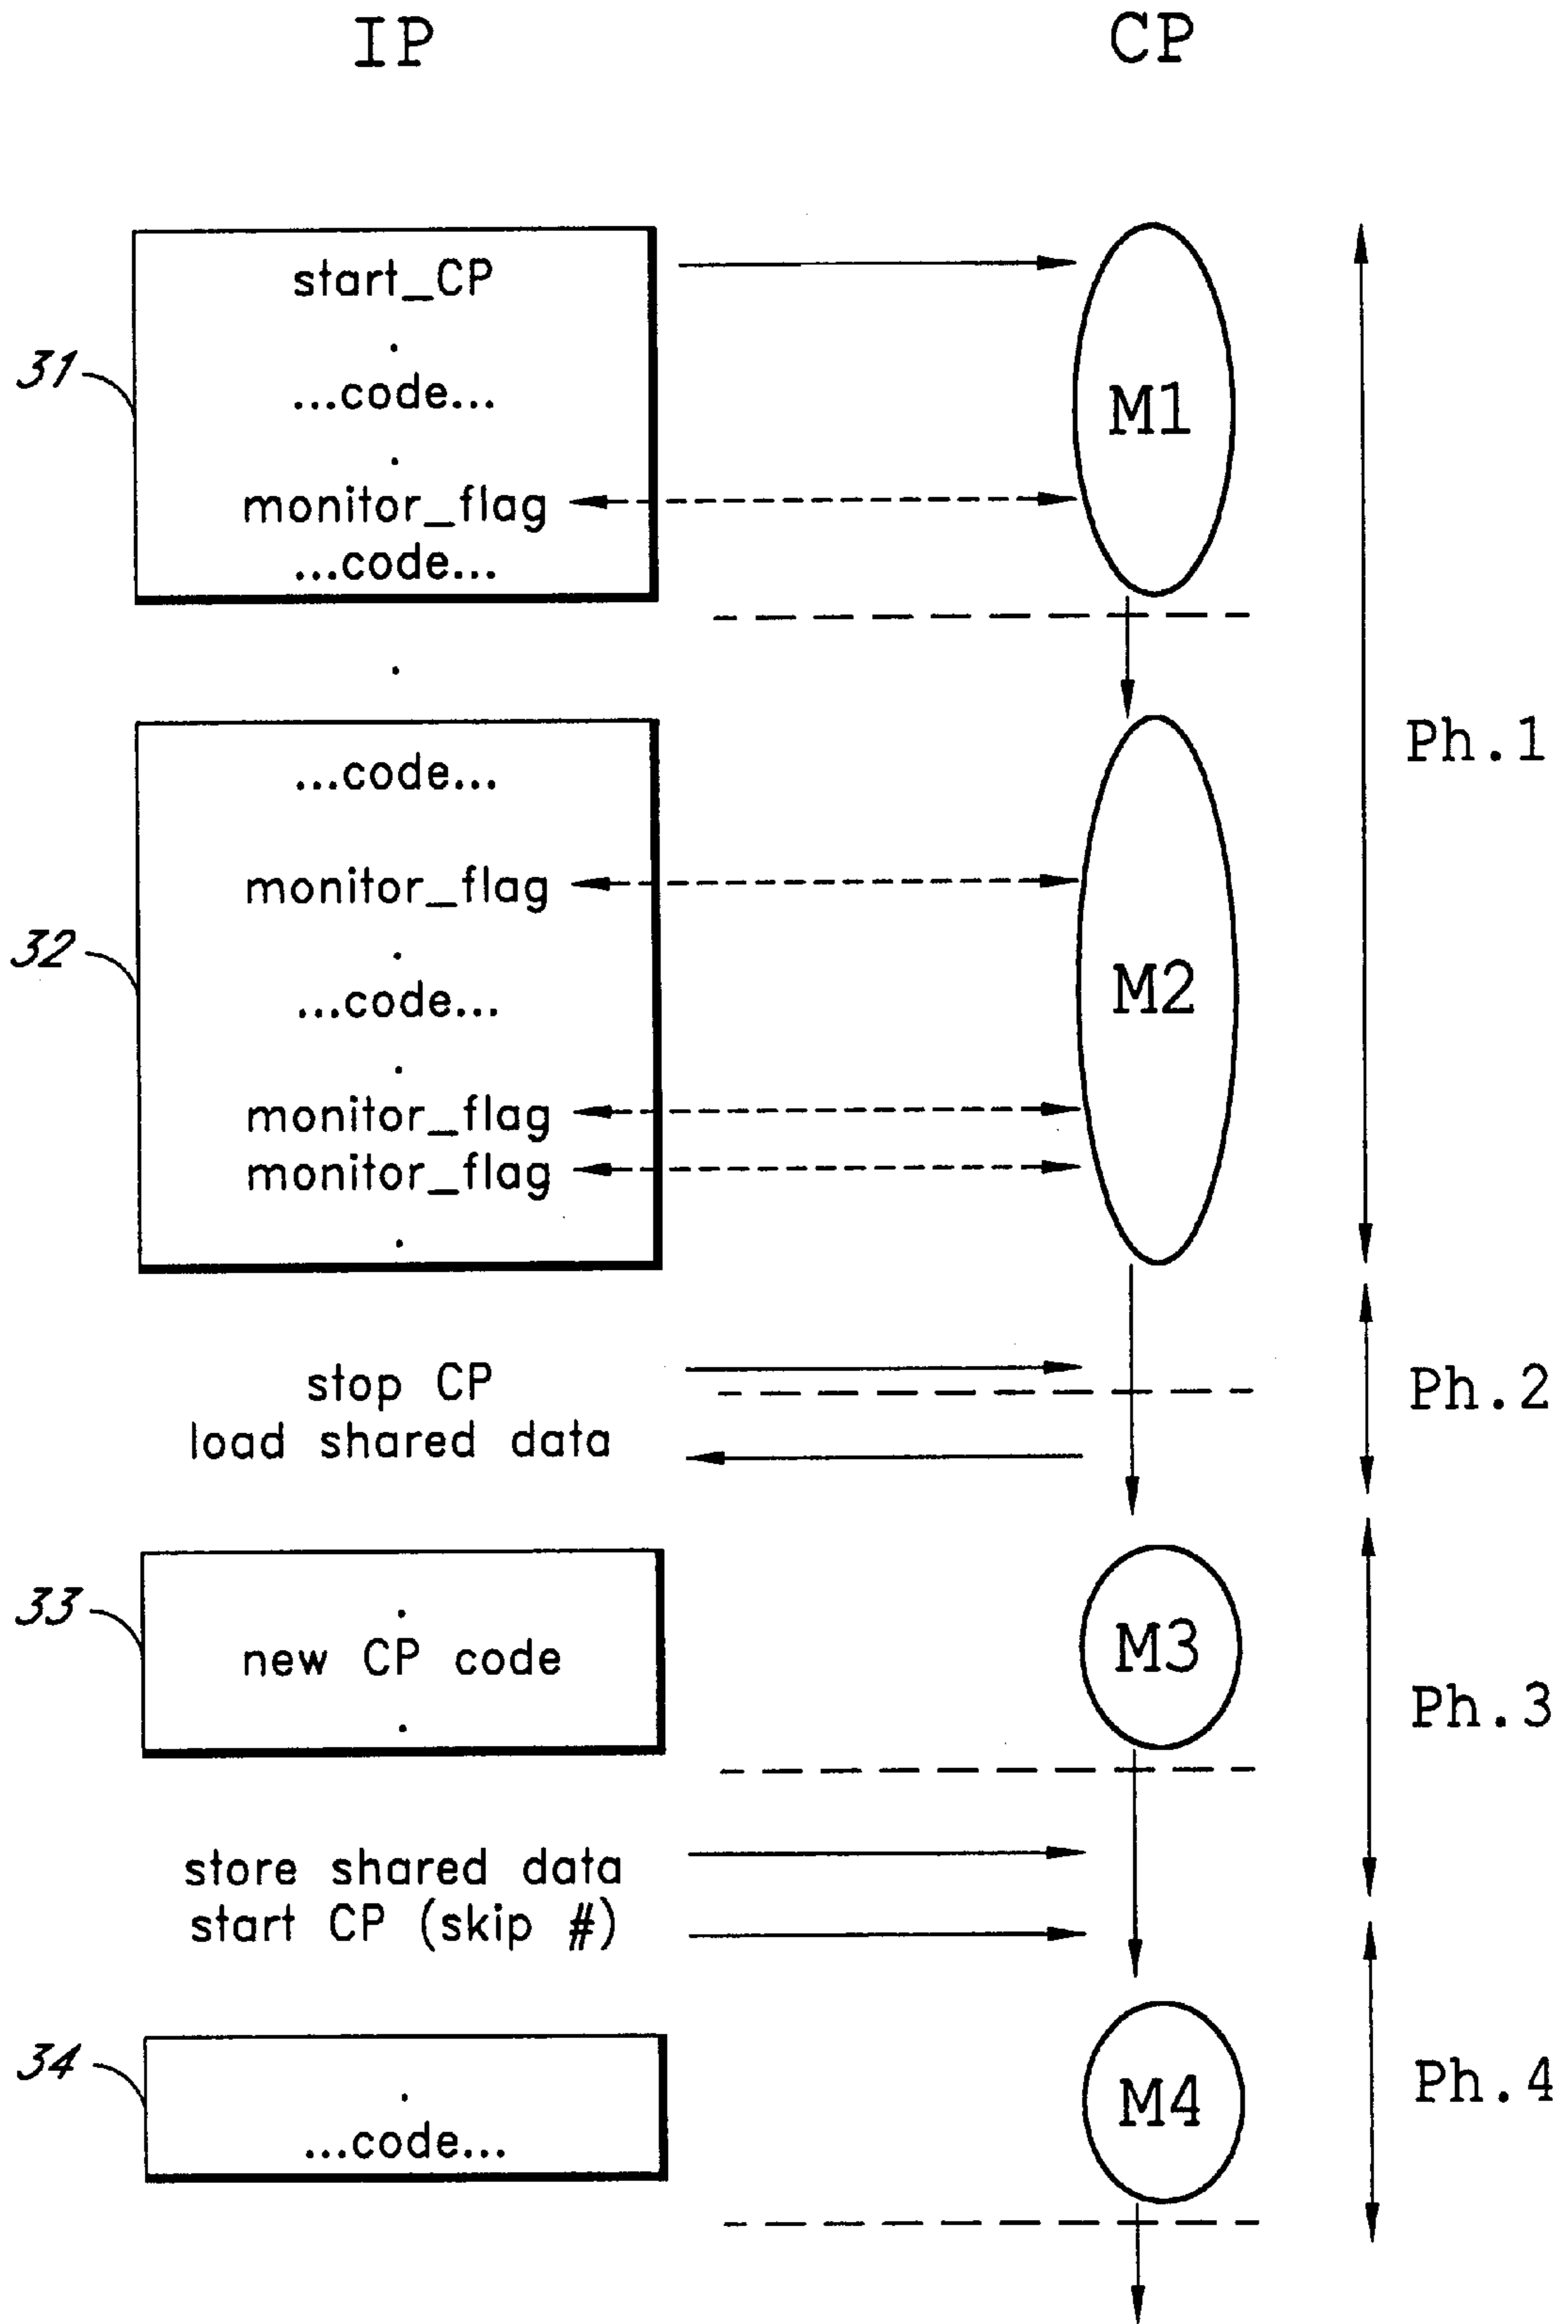 IP CP
start_CP
.
31
...code...
M1
.
monitor_flag
...code...
.
...code...
Ph.1
monitor_flag
32
.
...code...
M2
.
monitor_flag
monitor_flag
.
stop CP
Ph.2
load shared data
33
.
new CP code
M3
.
Ph.3
store shared data
start CP (skip #)
34
.
M4
Ph.4
...code...